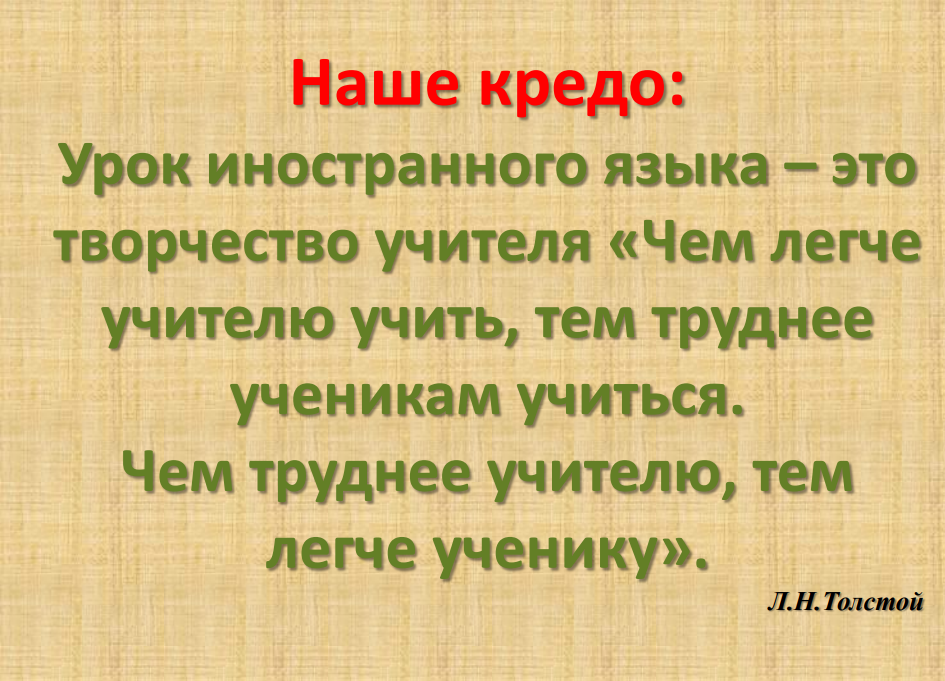 Наше кредо:
Урок иностранного языка – это
творчество учителя «Чем легче
учителю учить, тем труднее
ученикам учиться.
Чем труднее учителю, тем
легче ученику».
Л.Н.Толстой